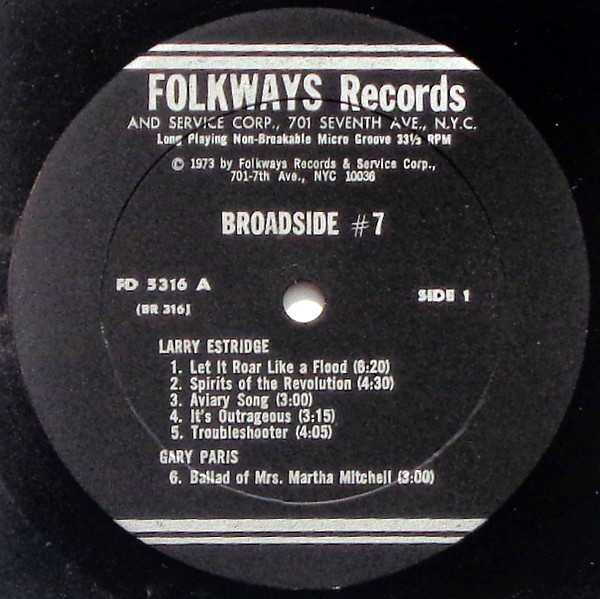 FOLKWAYS Records
AND SERVICE CORP., 701 SEVENTH AVE., N.Y.C.
Long Playing Non-Breakable Micro Groove 33⅓ RPM
© 1973 by Folkways Records & Service Corp.,
701-7th Ave., NYC 10036
BROADSIDE #7
FD 5316 A
SIDE 1
(BR 316)
LARRY ESTRIDGE
1. Let It Roar Like a Flood (6:20)
2. Spirits of the Revolution (4:30)
3. Aviary Song (3:00)
4. It's Outrageous (3:15)
5. Troubleshooter (4:05)
GARY PARIS
6. Ballad of Mrs. Martha Mitchell (3:00)